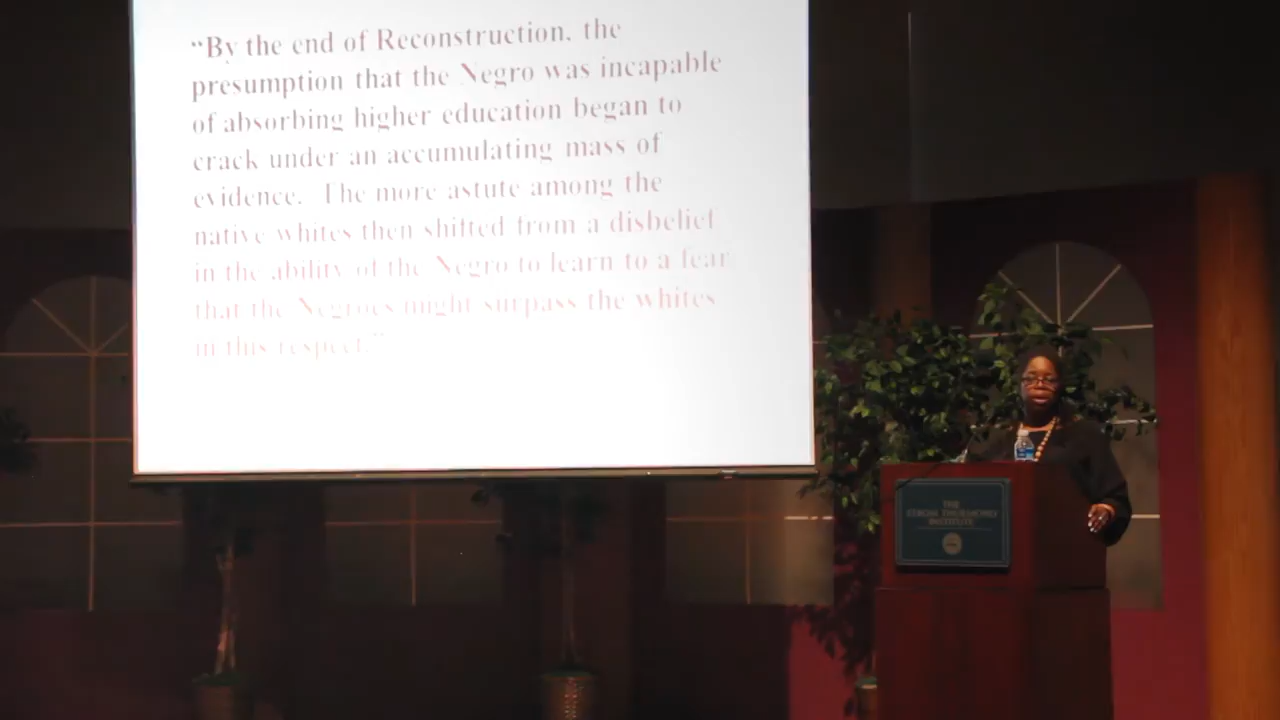 “By the end of Reconstruction, the
presumption that the Negro was incapable
of absorbing higher education began to
crack under an accumulating mass of
evidence. The more astute among the
native whites then shifted from a disbelief
in the ability of the Negro to learn to a fear
that the Negroes might surpass the whites
in this respect.”
THE
STROM THURMOND
INSTITUTE